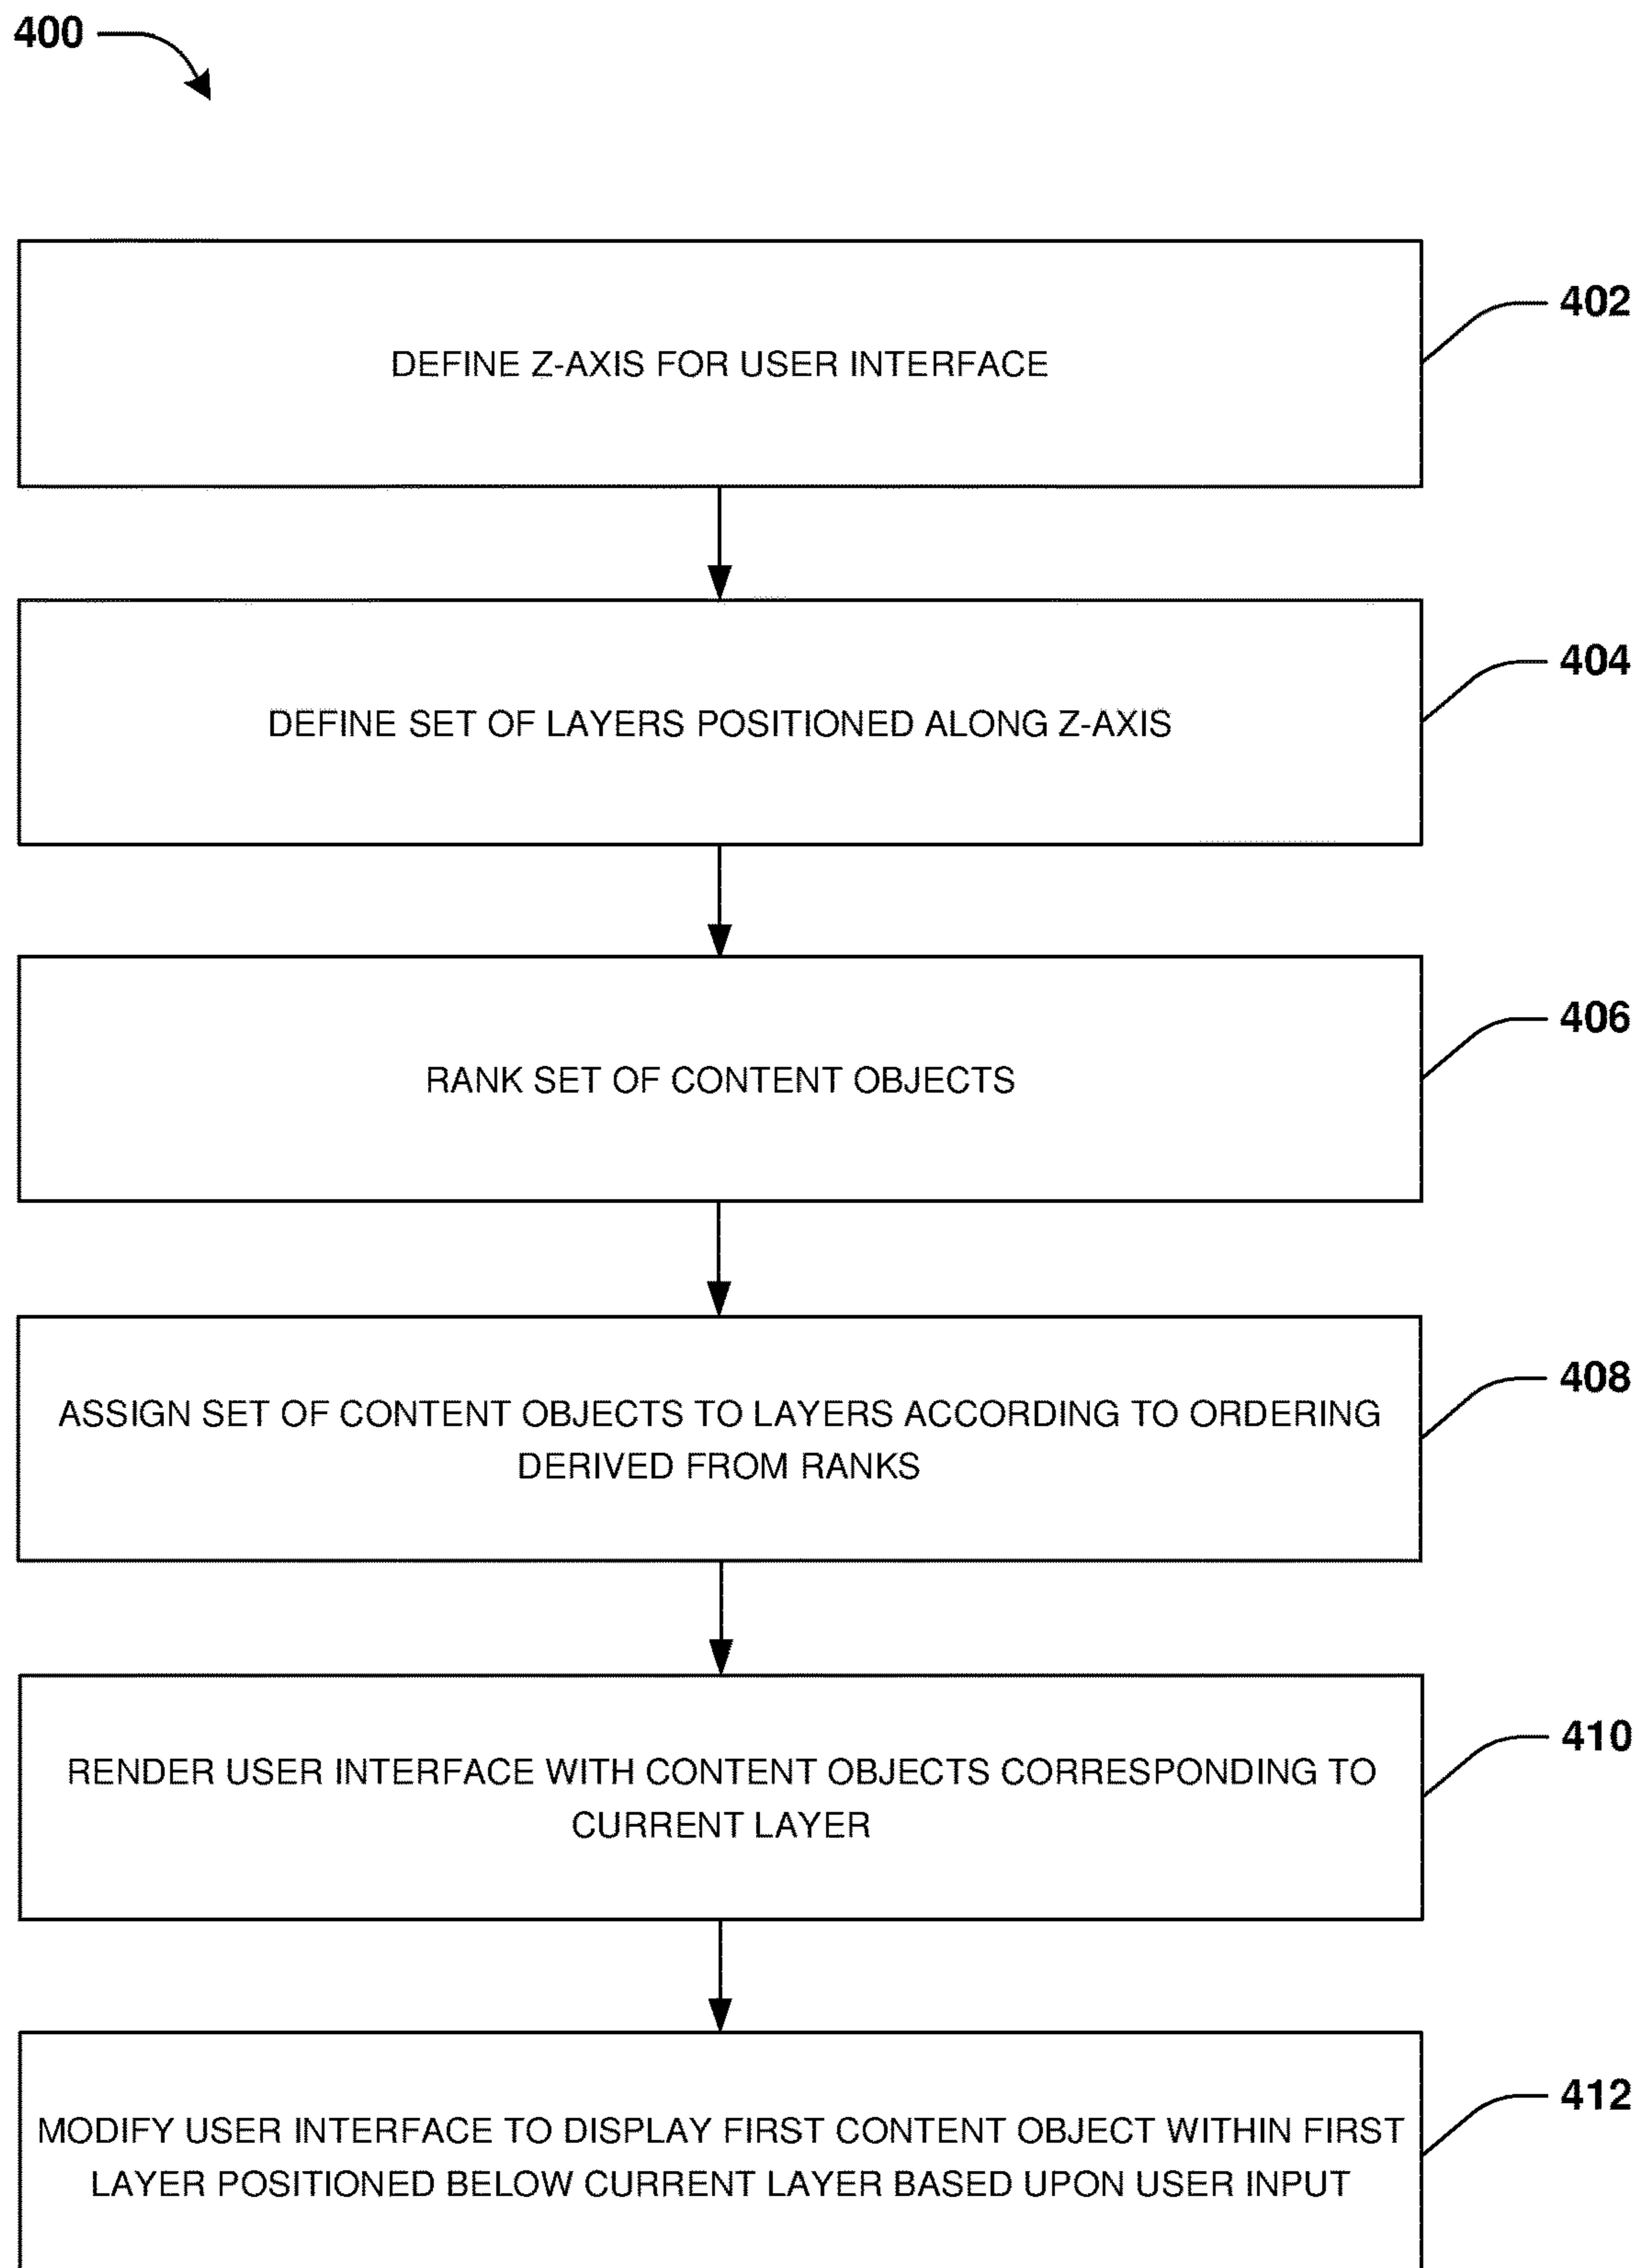 400
402
DEFINE Z-AXIS FOR USER INTERFACE
404
DEFINE SET OF LAYERS POSITIONED ALONG Z-AXIS
406
RANK SET OF CONTENT OBJECTS
408
ASSIGN SET OF CONTENT OBJECTS TO LAYERS ACCORDING TO ORDERING
DERIVED FROM RANKS
410
RENDER USER INTERFACE WITH CONTENT OBJECTS CORRESPONDING TO
CURRENT LAYER
412
MODIFY USER INTERFACE TO DISPLAY FIRST CONTENT OBJECT WITHIN FIRST
LAYER POSITIONED BELOW CURRENT LAYER BASED UPON USER INPUT